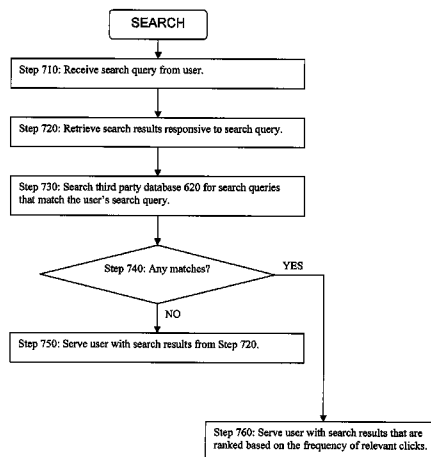 SEARCH
Step 710: Receive search query from user.
Step 720: Retrieve search results responsive to search query.
Step 730: Search third party database 620 for search queries
that match the user's search query.
Step 740: Any matches?
YES
NO
Step 750: Serve user with search results from Step 720.
Step 760: Serve user with search results that are
ranked based on the frequency of relevant clicks.